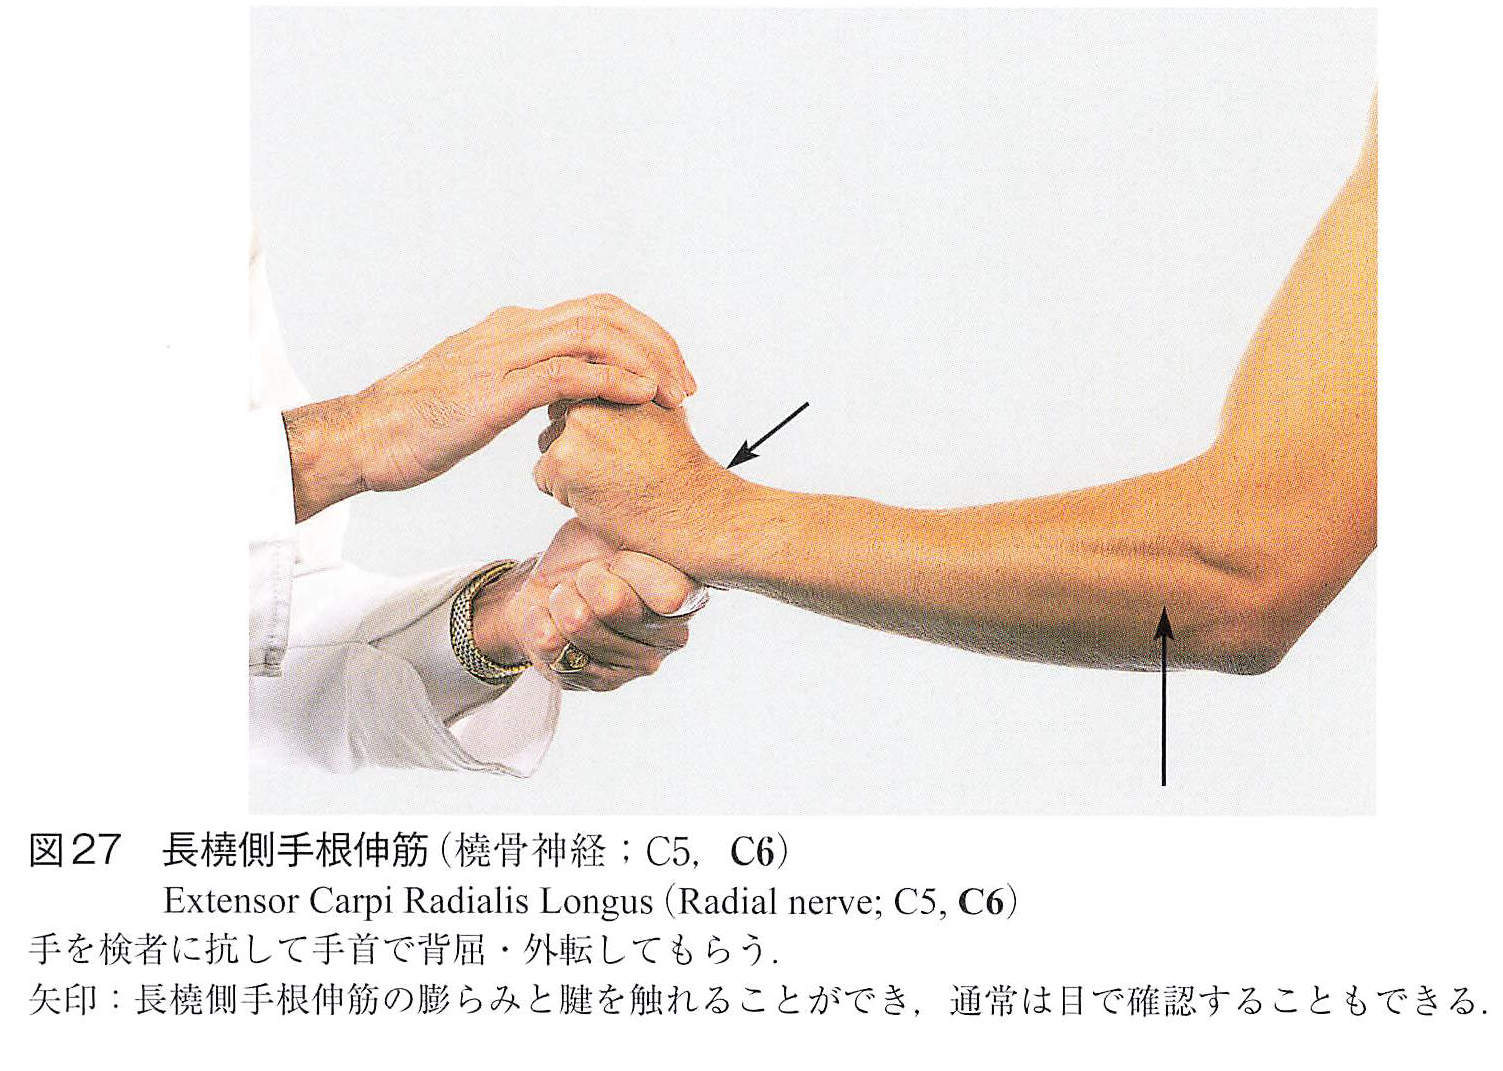 図27 長橈側手根伸筋(橈骨神経;C5, C6)
Extensor Carpi Radialis Longus (Radial nerve; C5, C6)
手を検者に抗して手首で背屈・外転してもらう.
矢印:長橈側手根伸筋の膨らみと腱を触れることができ,通常は目で確認することもできる.